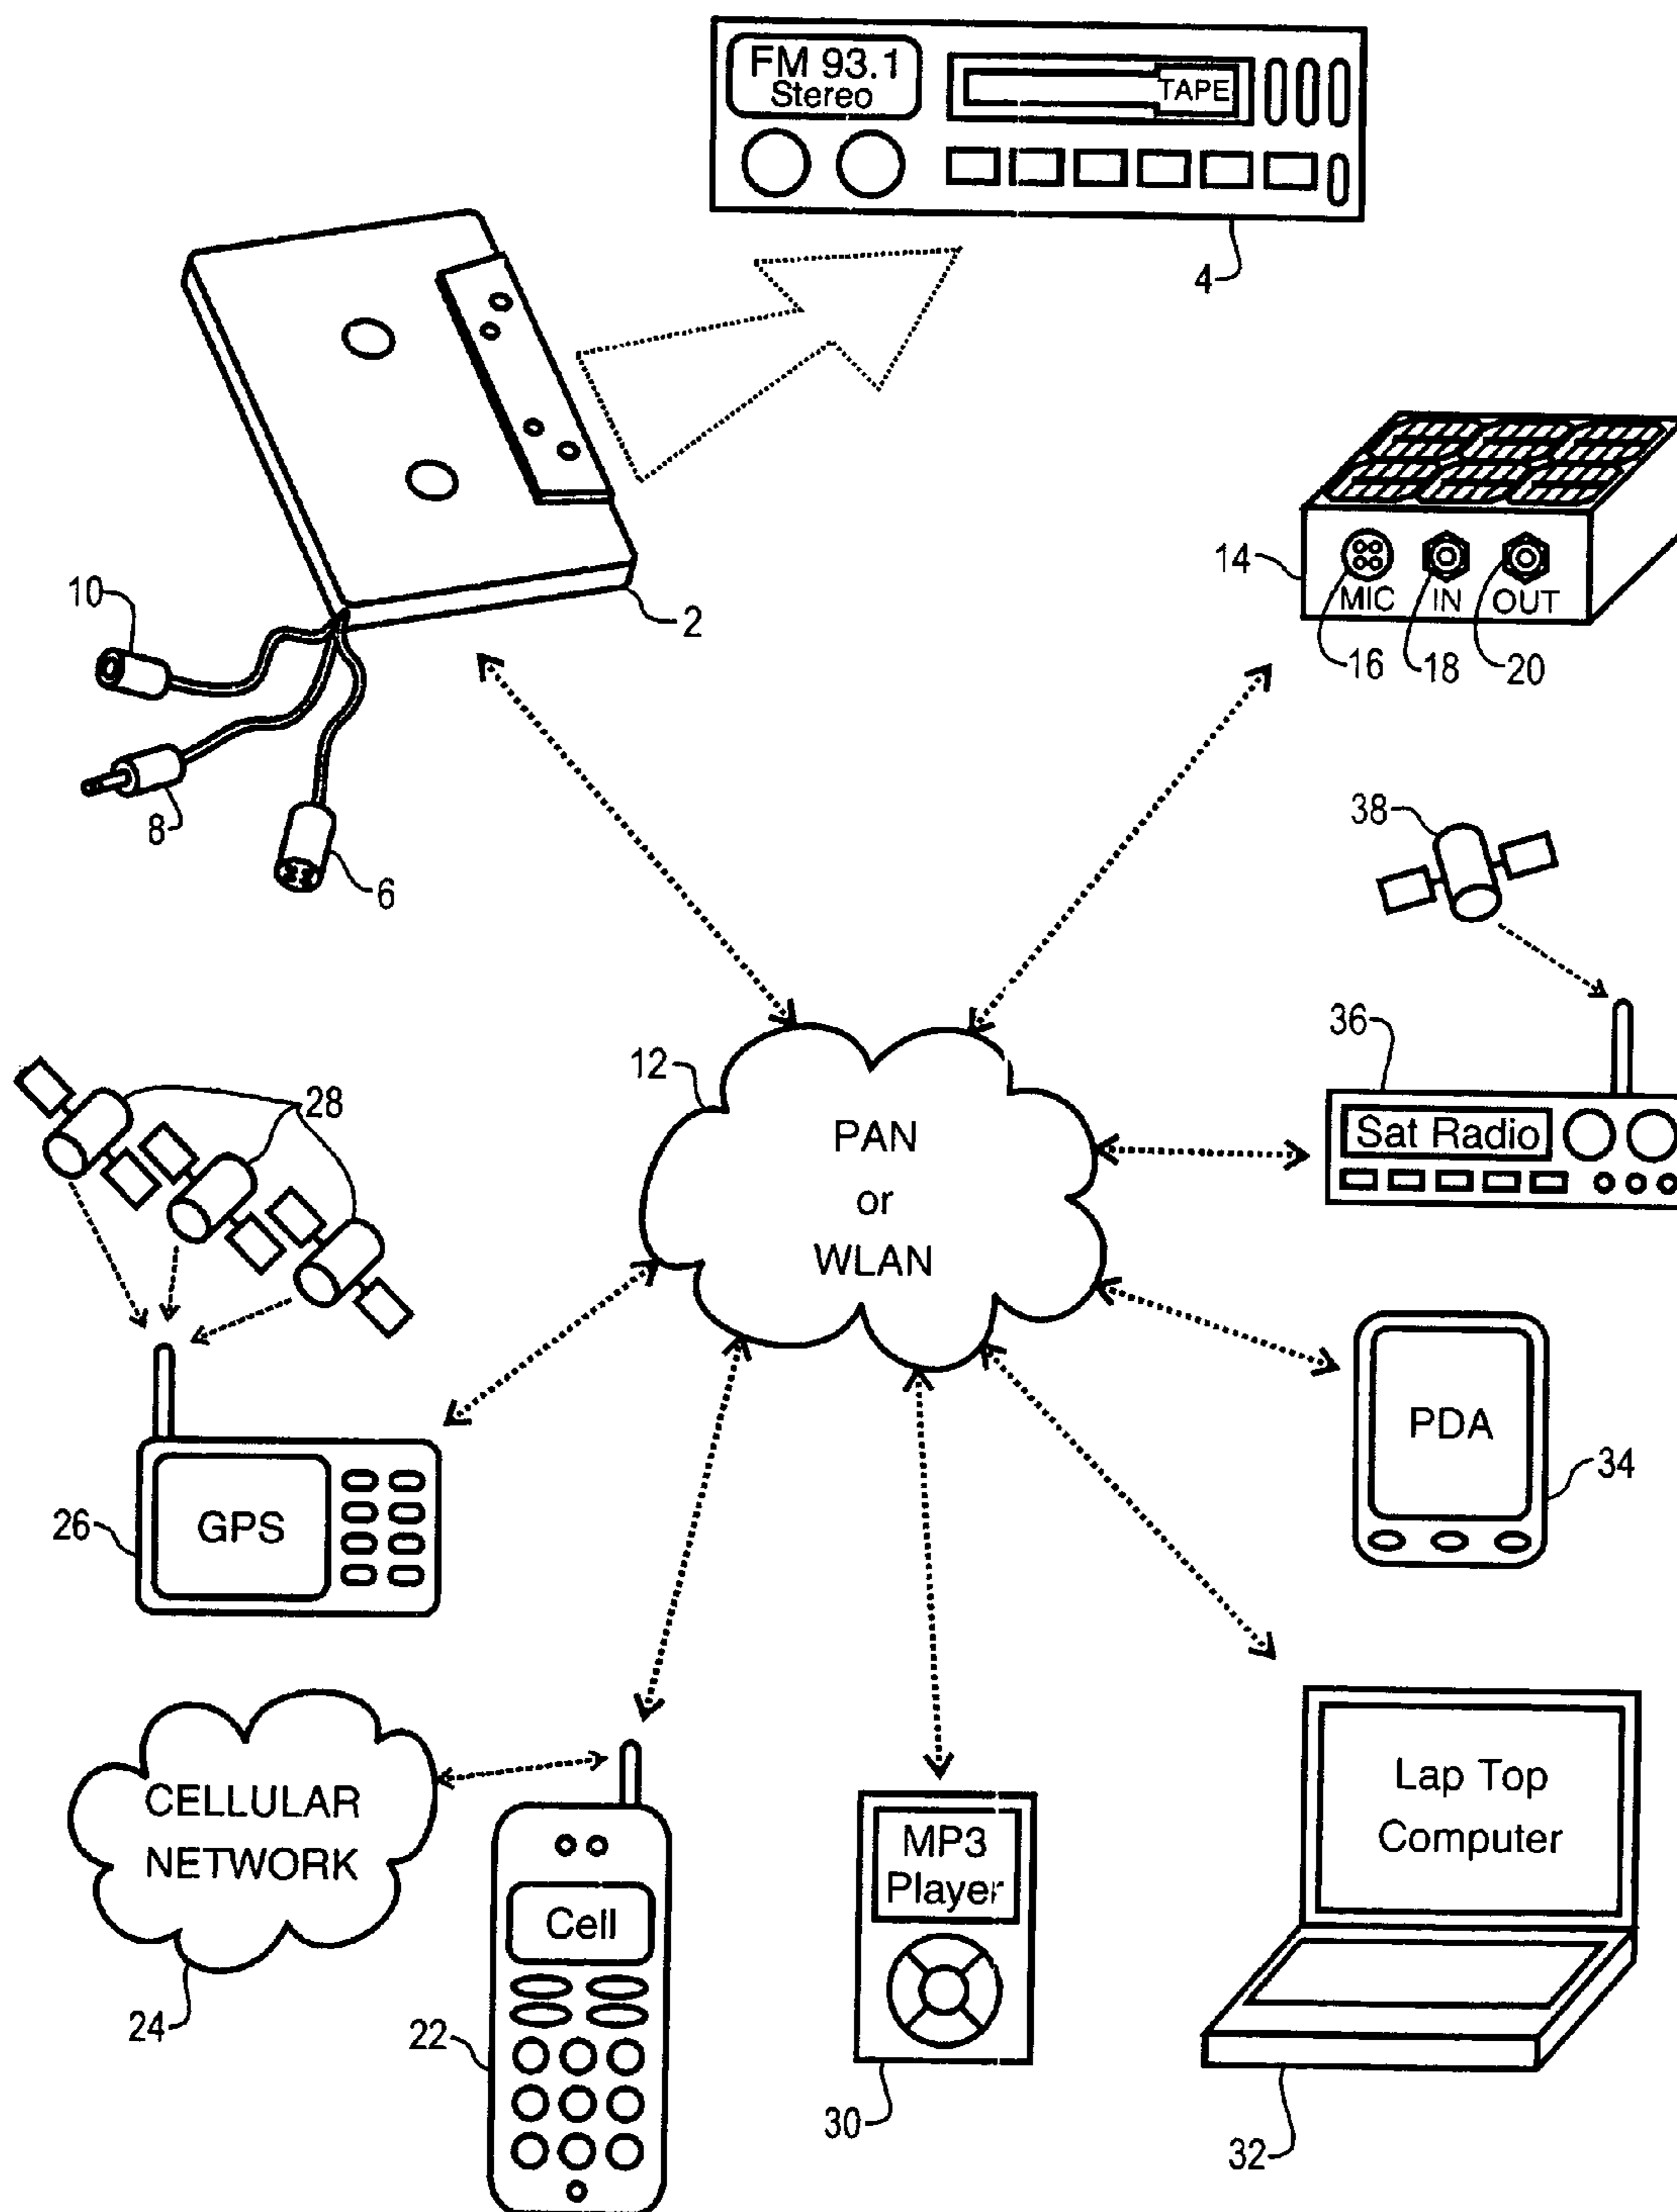 FM 93.1
Stereo
TAPE
4
2
10
8
6
14
MIC IN OUT
16 18 20
38
36
Sat Radio
12
PAN
or
WLAN
28
26
GPS
PDA
34
CELLULAR
NETWORK
24
22
Cell
MP3
Player
30
Lap Top
Computer
32